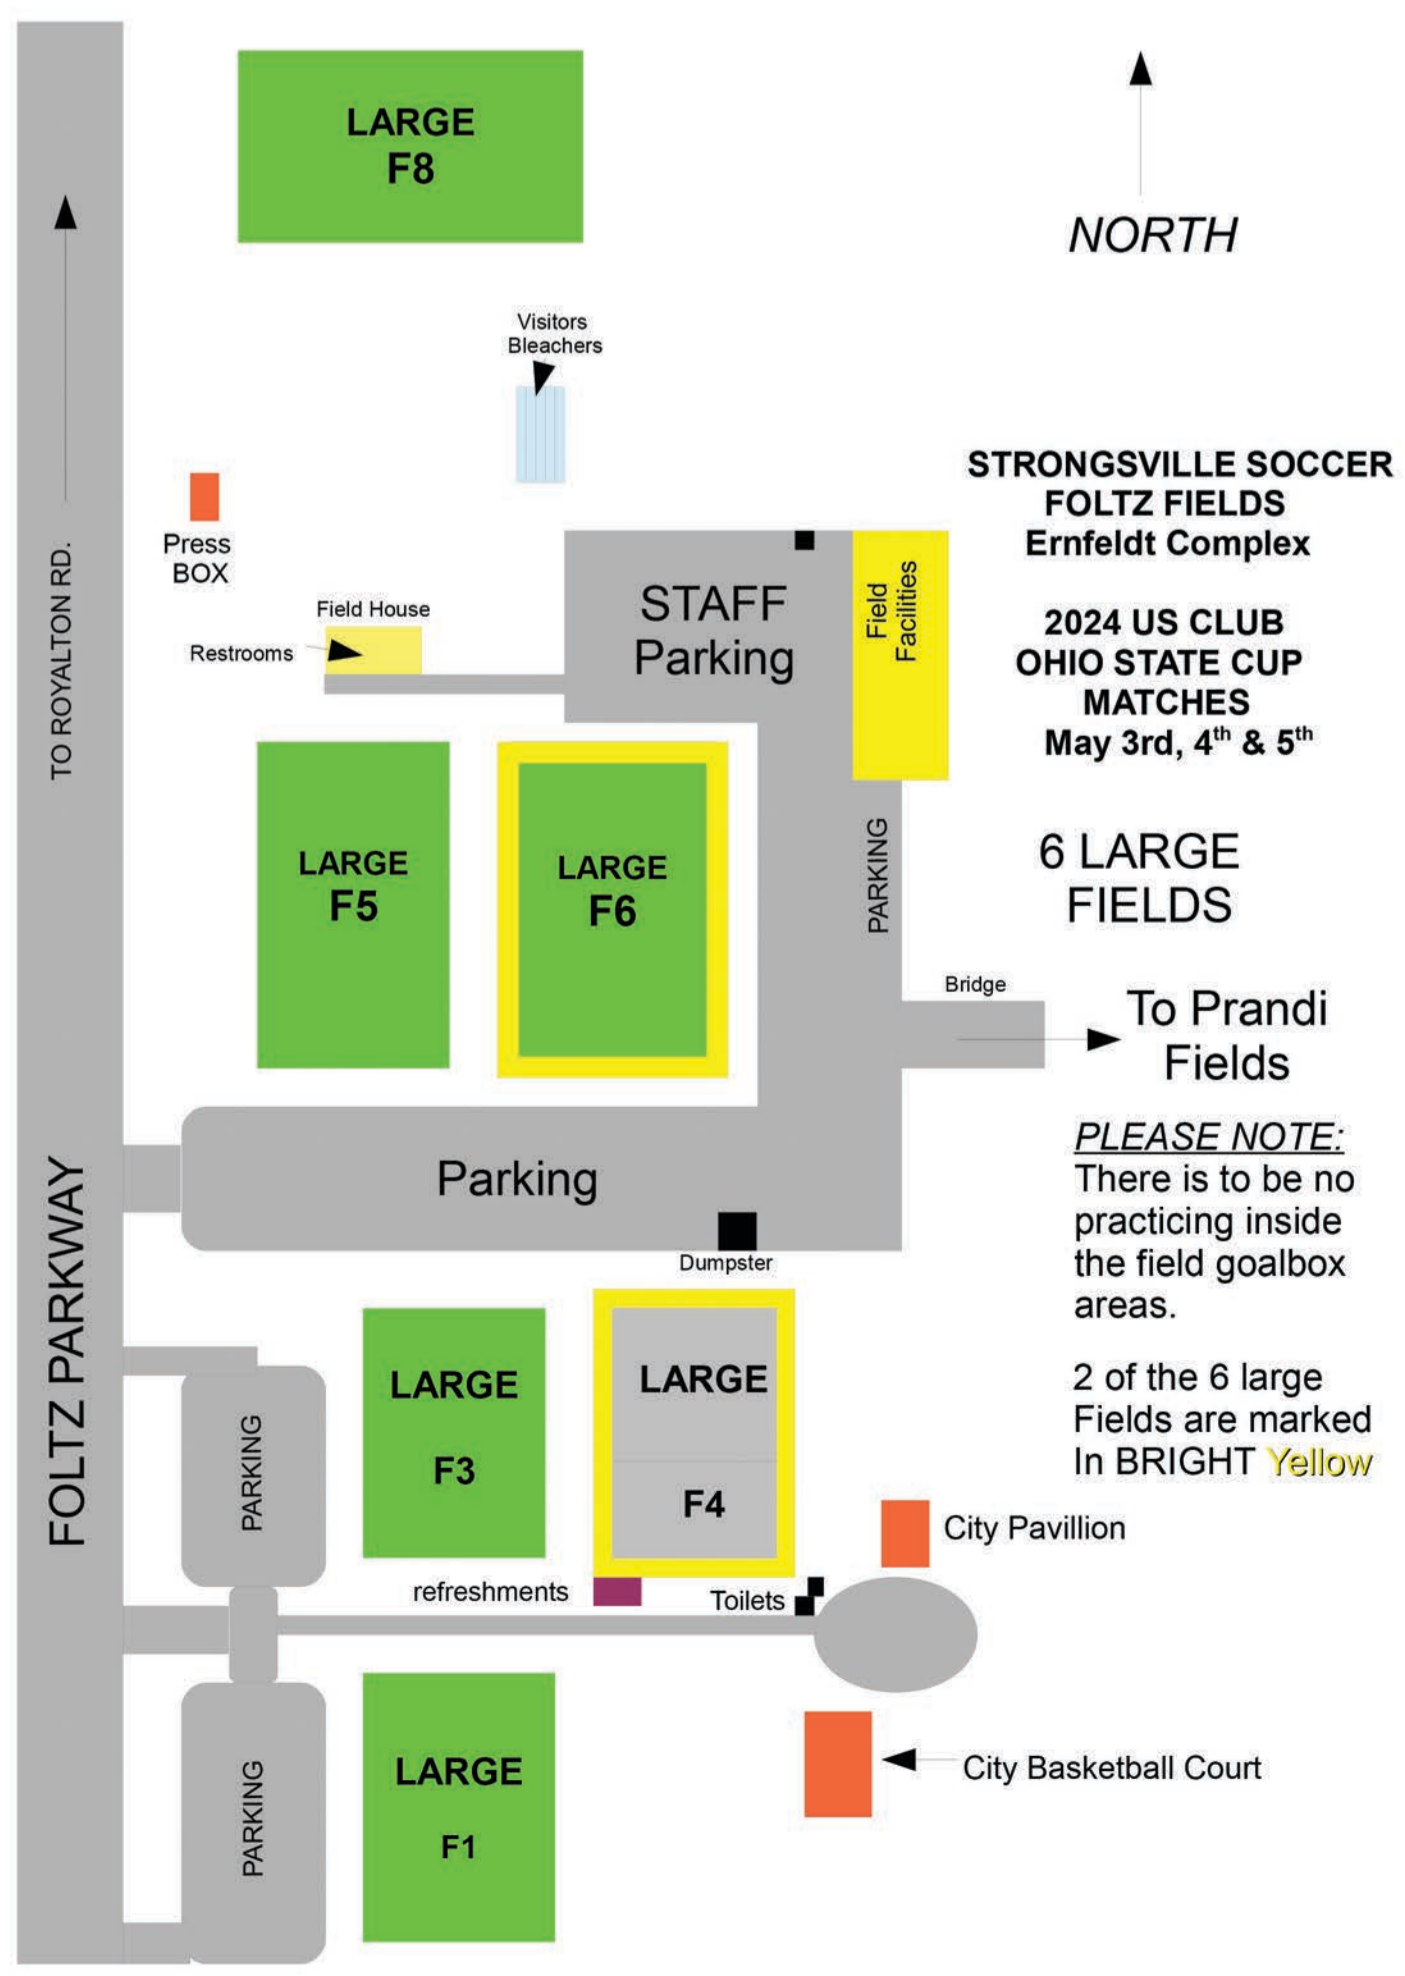 LARGE
F8
NORTH
Visitors
Bleachers
STRONGSVILLE SOCCER
FOLTZ FIELDS
Ernfeldt Complex
Press
BOX
TO ROYALTON RD.
Field House
Restrooms
STAFF
Parking
Field
Facilities
2024 US CLUB
OHIO STATE CUP
MATCHES
May 3rd, 4th & 5th
LARGE
F5
LARGE
F6
PARKING
6 LARGE
FIELDS
Bridge
To Prandi
Fields
Parking
Dumpster
PLEASE NOTE:
There is to be no
practicing inside
the field goalbox
areas.
2 of the 6 large
Fields are marked
In BRIGHT Yellow
FOLTZ PARKWAY
PARKING
LARGE
F3
LARGE
F4
City Pavillion
refreshments
Toilets
PARKING
LARGE
F1
City Basketball Court